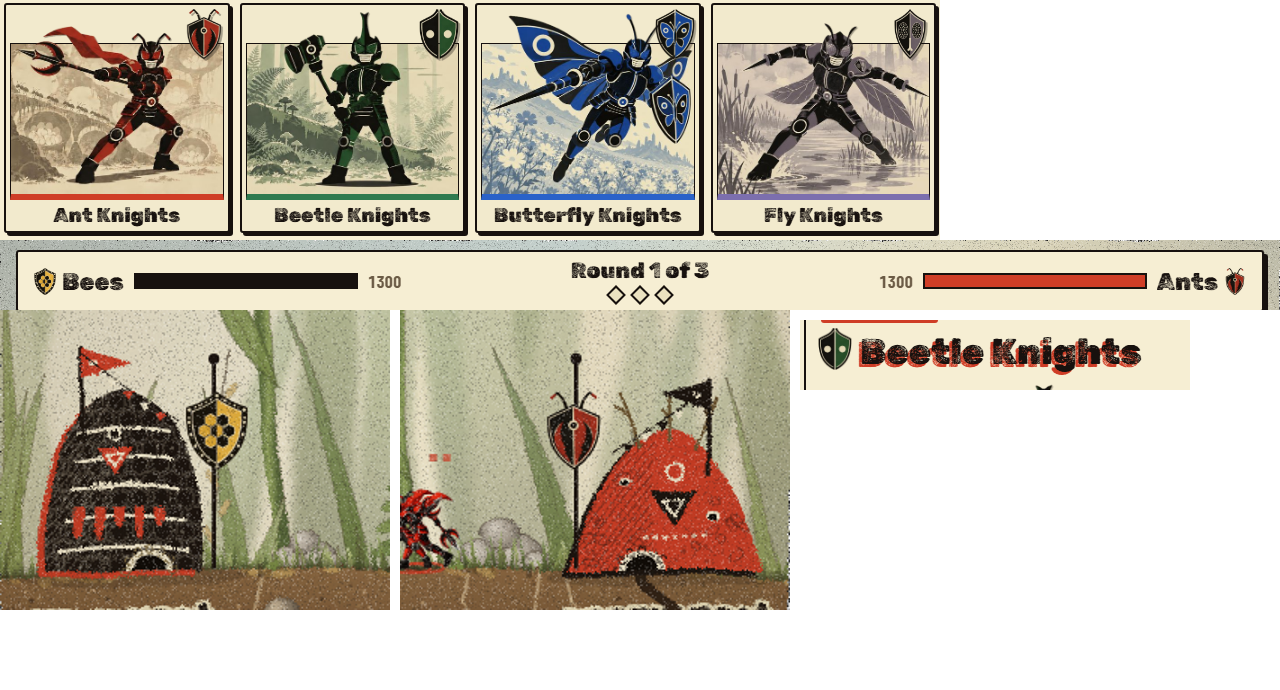 Ant Knights
Beetle Knights
Butterfly Knights
Fly Knights
Bees 1300
Round 1 of 3
1300 Ants
Beetle Knights